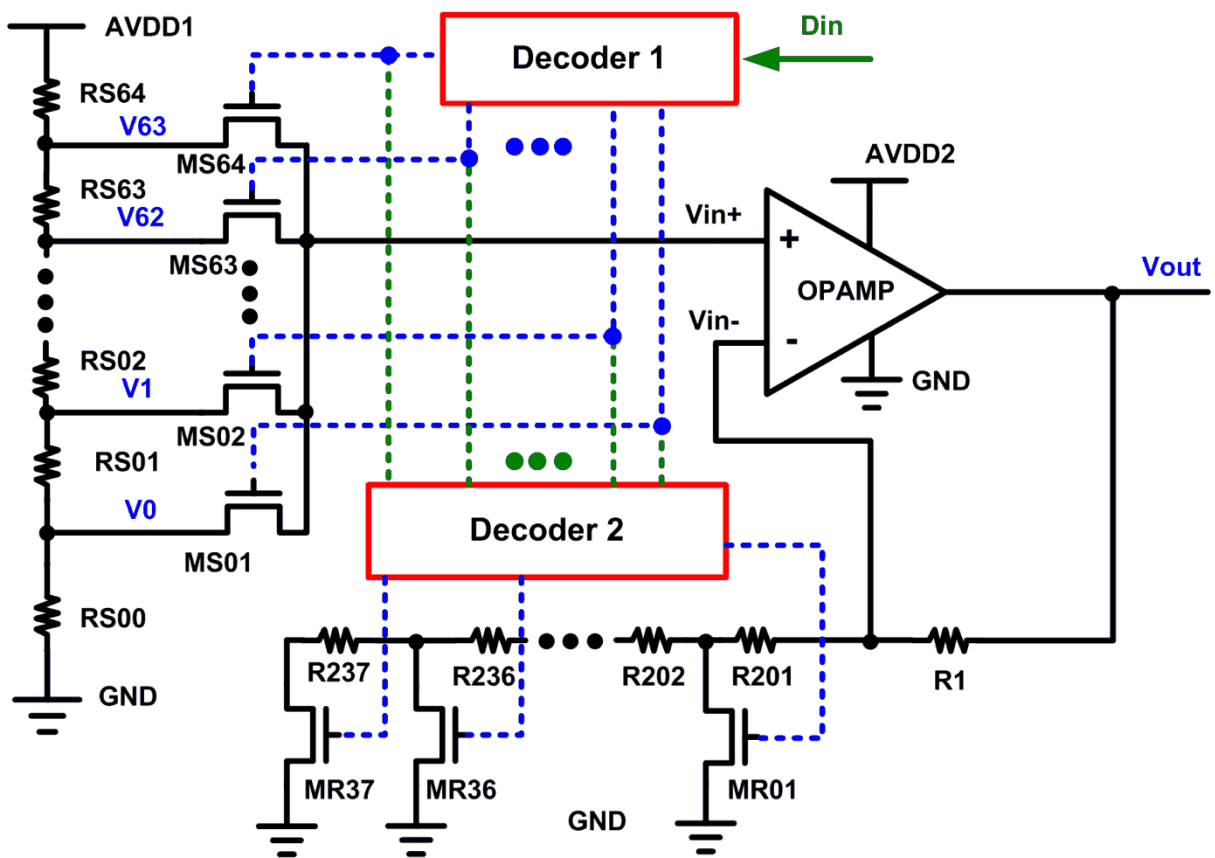 AVDD1
Din
Decoder 1
RS64
V63
MS64
AVDD2
RS63
V62
Vin+
MS63
+
OPAMP
Vout
Vin-
-
RS02
V1
GND
MS02
RS01
V0
Decoder 2
MS01
RS00
R237
R236
R202
R201
R1
GND
MR37
MR36
MR01
GND